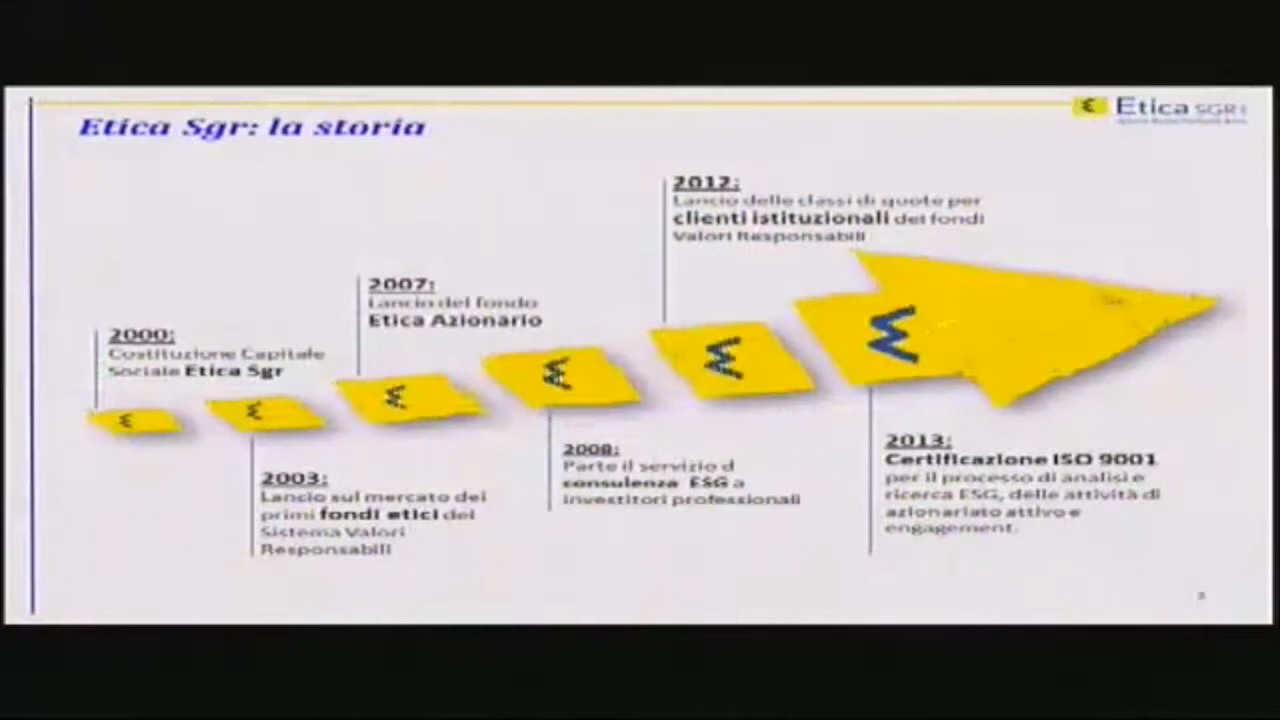 Etica Sgr: la storia
Etica SGR
2000:
Costituzione Capitale
Sociale Etica Sgr
2003:
Lancio sul mercato dei
primi fondi etici del
Sistema Valori
Responsabili
2007:
Lancio del fondo
Etica Azionario
2008:
Parte il servizio d
consulenza ESG a
investitori professionali
2012:
Lancio delle classi di quote per
clienti istituzionali dei fondi
Valori Responsabili
2013:
Certificazione ISO 9001
per il processo di analisi e
ricerca ESG, delle attività di
azionariato attivo e
engagement.